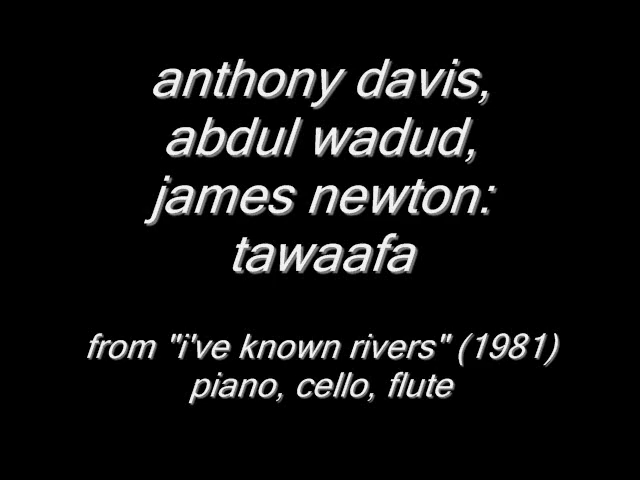 anthony davis,
abdul wadud,
james newton:
tawaafa
from "i've known rivers" (1981)
piano, cello, flute